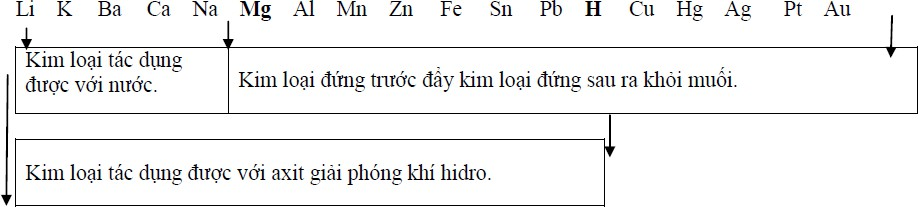 Li K Ba Ca Na Mg Al Mn Zn Fe Sn Pb H Cu Hg Ag Pt Au
Kim loại tác dụng
được với nước.
Kim loại đứng trước đẩy kim loại đứng sau ra khỏi muối.
Kim loại tác dụng được với axit giải phóng khí hidro.